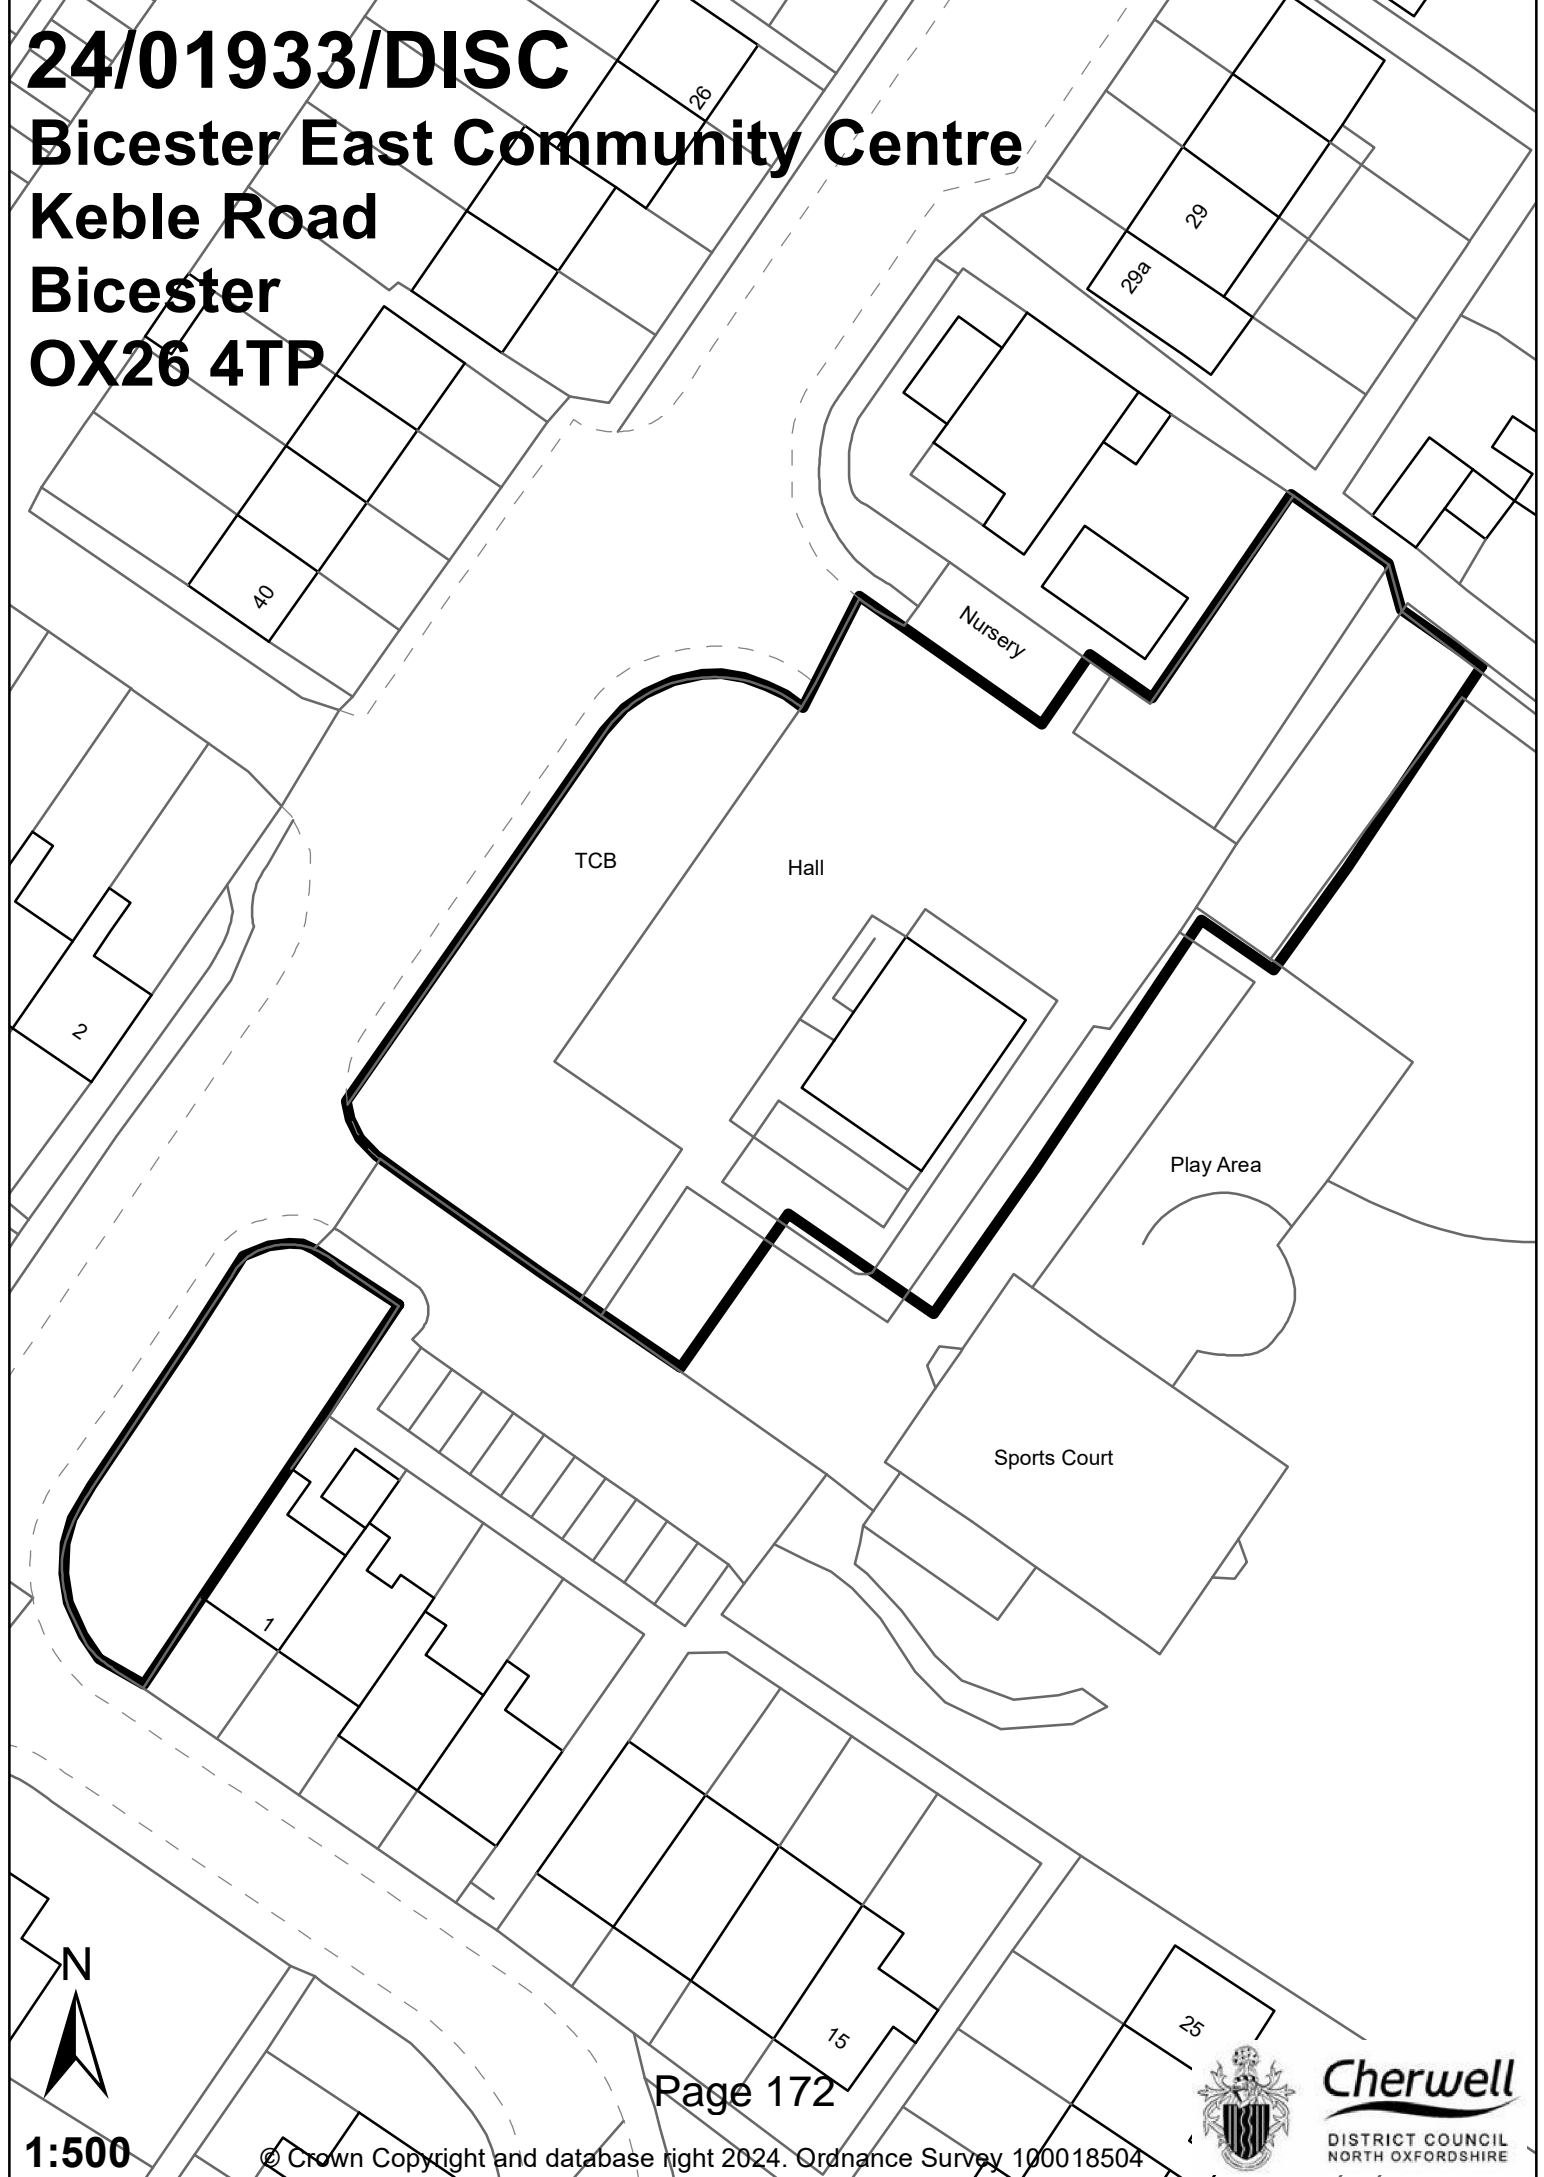 24/01933/DISC
Bicester East Community Centre
Keble Road
Bicester
OX26 4TP
26
29
29a
40
Nursery
TCB
Hall
2
Play Area
Sports Court
1
15
25
N
Page 172
1:500
© Crown Copyright and database right 2024. Ordnance Survey 100018504
Cherwell
DISTRICT COUNCIL
NORTH OXFORDSHIRE